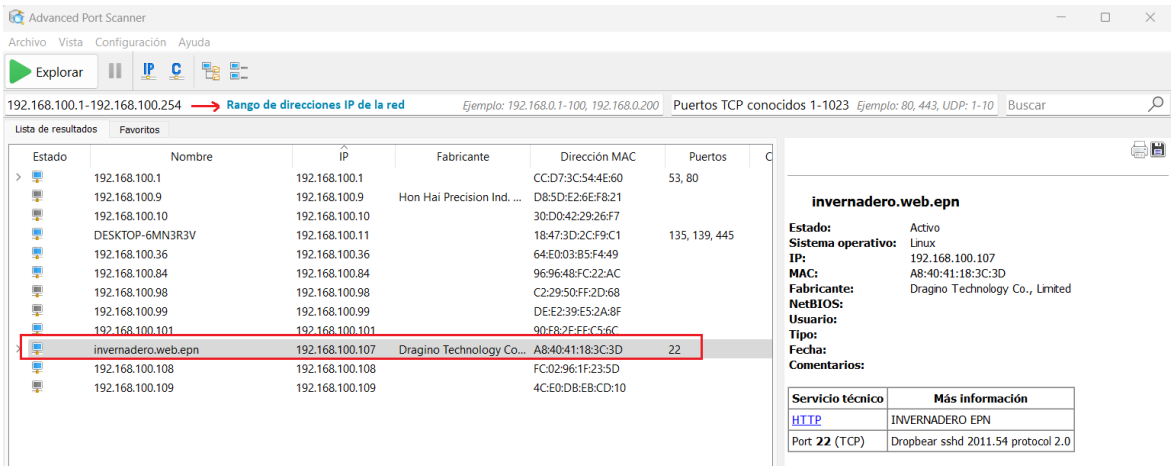 Advanced Port Scanner
Archivo Vista Configuración Ayuda
Explorar IP C
192.168.100.1-192.168.100.254 Rango de direcciones IP de la red Ejemplo: 192.168.0.1-100, 192.168.0.200 Puertos TCP conocidos 1-1023 Ejemplo: 80, 443, UDP: 1-10 Buscar
Lista de resultados Favoritos
Estado Nombre IP Fabricante Dirección MAC Puertos C
192.168.100.1 192.168.100.1 CC:D7:3C:54:4E:60 53, 80
192.168.100.9 192.168.100.9 Hon Hai Precision Ind. ... D8:5D:E2:6E:F8:21
192.168.100.10 192.168.100.10 30:D0:42:29:26:F7
DESKTOP-6MN3R3V 192.168.100.11 18:47:3D:2C:F9:C1 135, 139, 445
192.168.100.36 192.168.100.36 64:E0:03:B5:F4:49
192.168.100.84 192.168.100.84 96:96:48:FC:22:AC
192.168.100.98 192.168.100.98 C2:29:50:FF:2D:68
192.168.100.99 192.168.100.99 DE:E2:39:E5:2A:8F
192.168.100.101 192.168.100.101 90:F8:2E:FF:C5:6C
invernadero.web.epn 192.168.100.107 Dragino Technology Co... A8:40:41:18:3C:3D 22
192.168.100.108 192.168.100.108 FC:02:96:1F:23:5D
192.168.100.109 192.168.100.109 4C:E0:DB:EB:CD:10
invernadero.web.epn
Estado: Activo
Sistema operativo: Linux
IP: 192.168.100.107
MAC: A8:40:41:18:3C:3D
Fabricante: Dragino Technology Co., Limited
NetBIOS:
Usuario:
Tipo:
Fecha:
Comentarios:
Servicio técnico Más información
HTTP INVERNADERO EPN
Port 22 (TCP) Dropbear sshd 2011.54 protocol 2.0